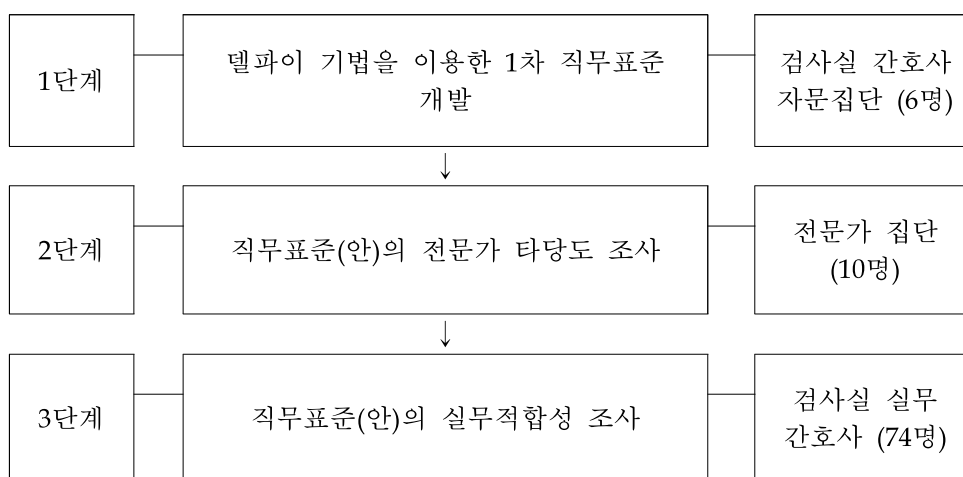 1단계
델파이 기법을 이용한 1차 직무표준
개발
검사실 간호사
자문집단 (6명)
↓
2단계
직무표준(안)의 전문가 타당도 조사
전문가 집단
(10명)
↓
3단계
직무표준(안)의 실무적합성 조사
검사실 실무
간호사 (74명)